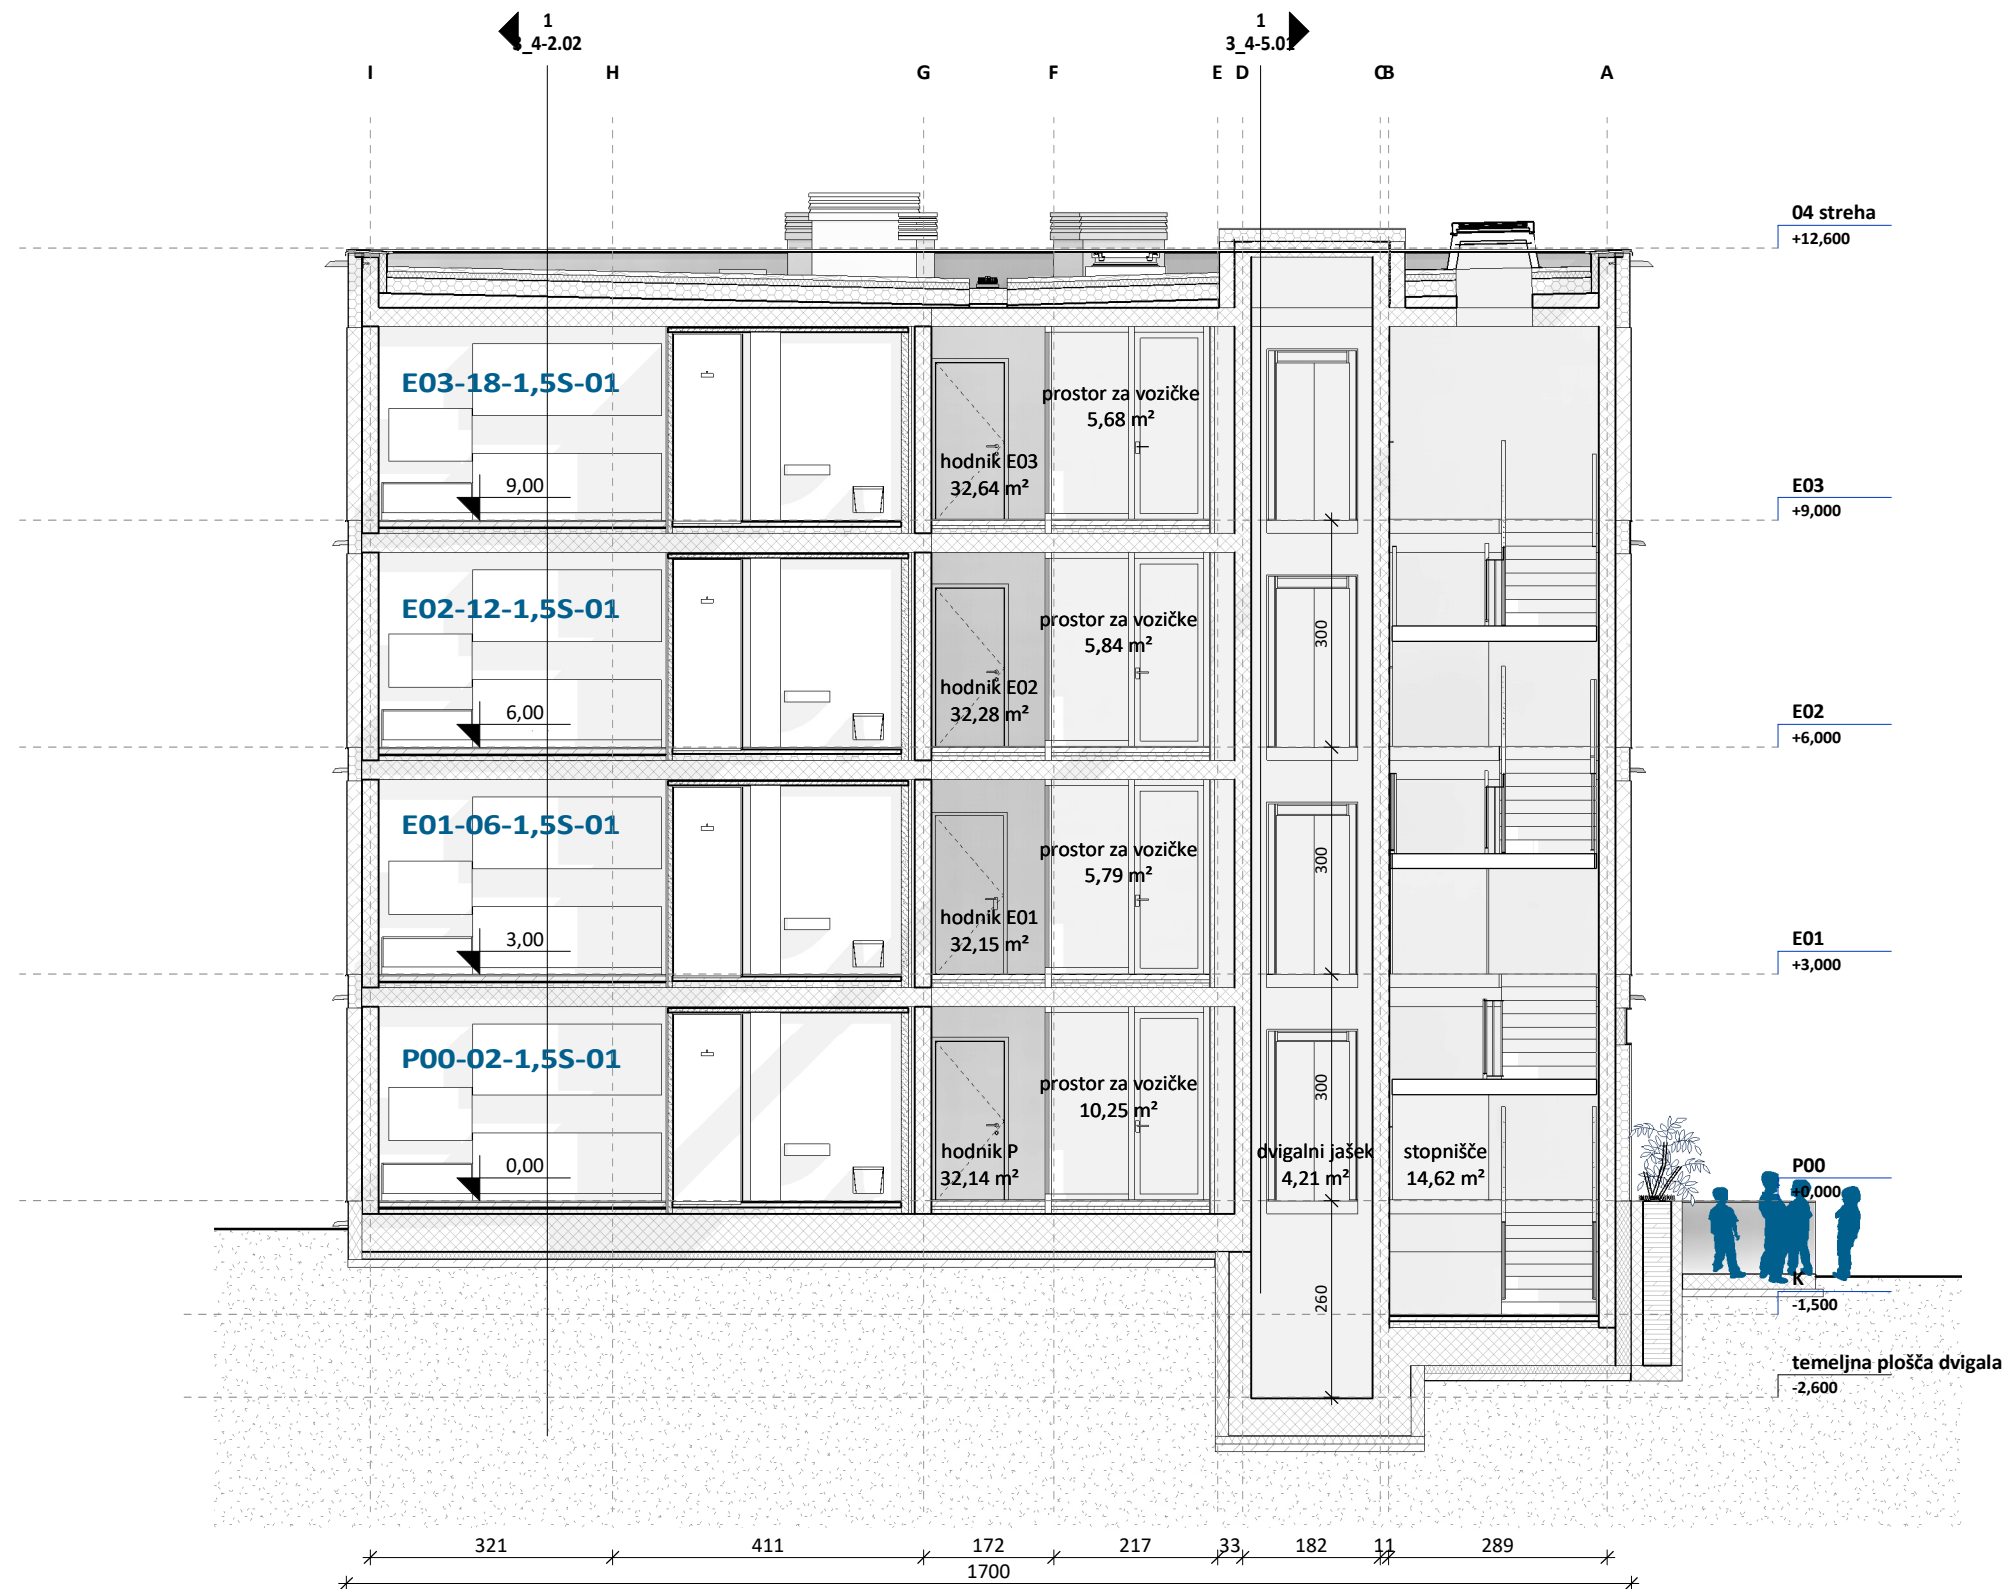 1
3_4-2.02
1
3_4-5.01
I
H
G
F
E
D
C
B
A
04 streha
+12,600
E03-18-1,5S-01
prostor za vozičke
5,68 m²
hodnik E03
32,64 m²
9,00
E03
+9,000
E02-12-1,5S-01
prostor za vozičke
5,84 m²
300
hodnik E02
32,28 m²
6,00
E02
+6,000
E01-06-1,5S-01
prostor za vozičke
5,79 m²
300
hodnik E01
32,15 m²
3,00
E01
+3,000
P00-02-1,5S-01
prostor za vozičke
10,25 m²
300
hodnik P
32,14 m²
dvigalni jašek
4,21 m²
stopnišče
14,62 m²
0,00
P00
+0,000
260
K
-1,500
temeljna plošča dvigala
-2,600
321
411
172
217
33
182
11
289
1700